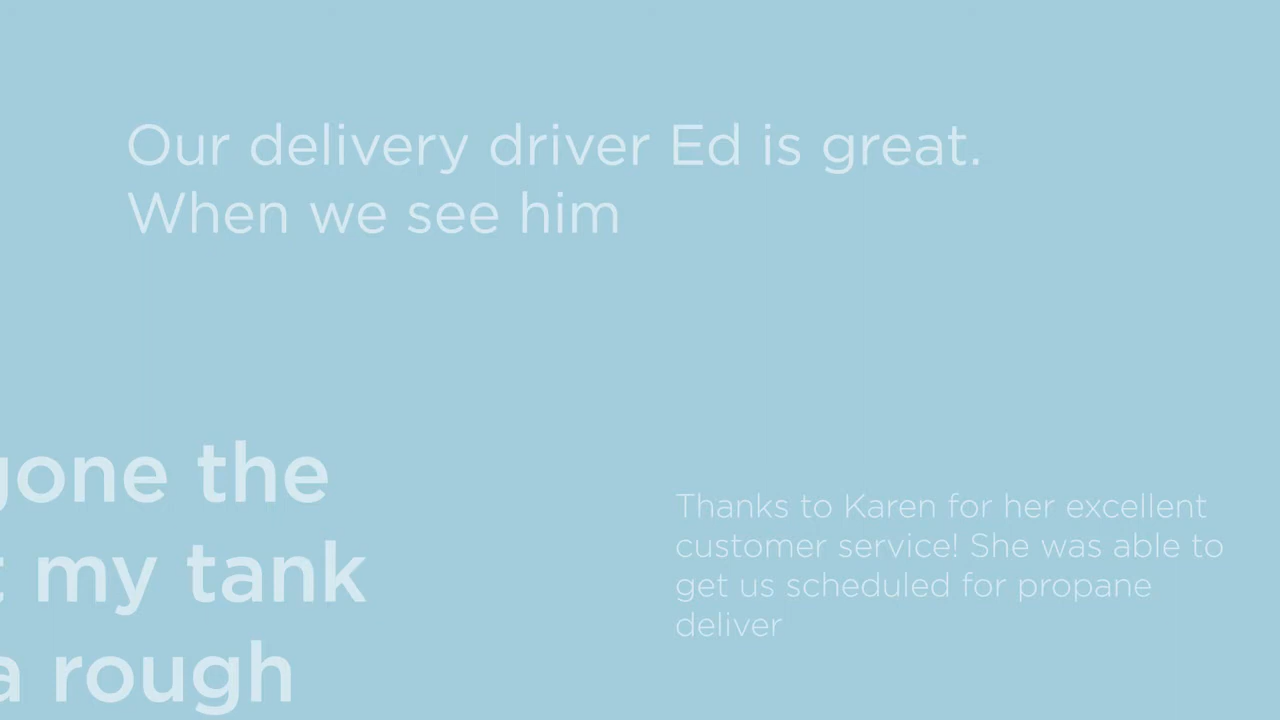 Our delivery driver Ed is great.
When we see him
gone the
my tank
a rough
Thanks to Karen for her excellent
customer service! She was able to
get us scheduled for propane
deliver